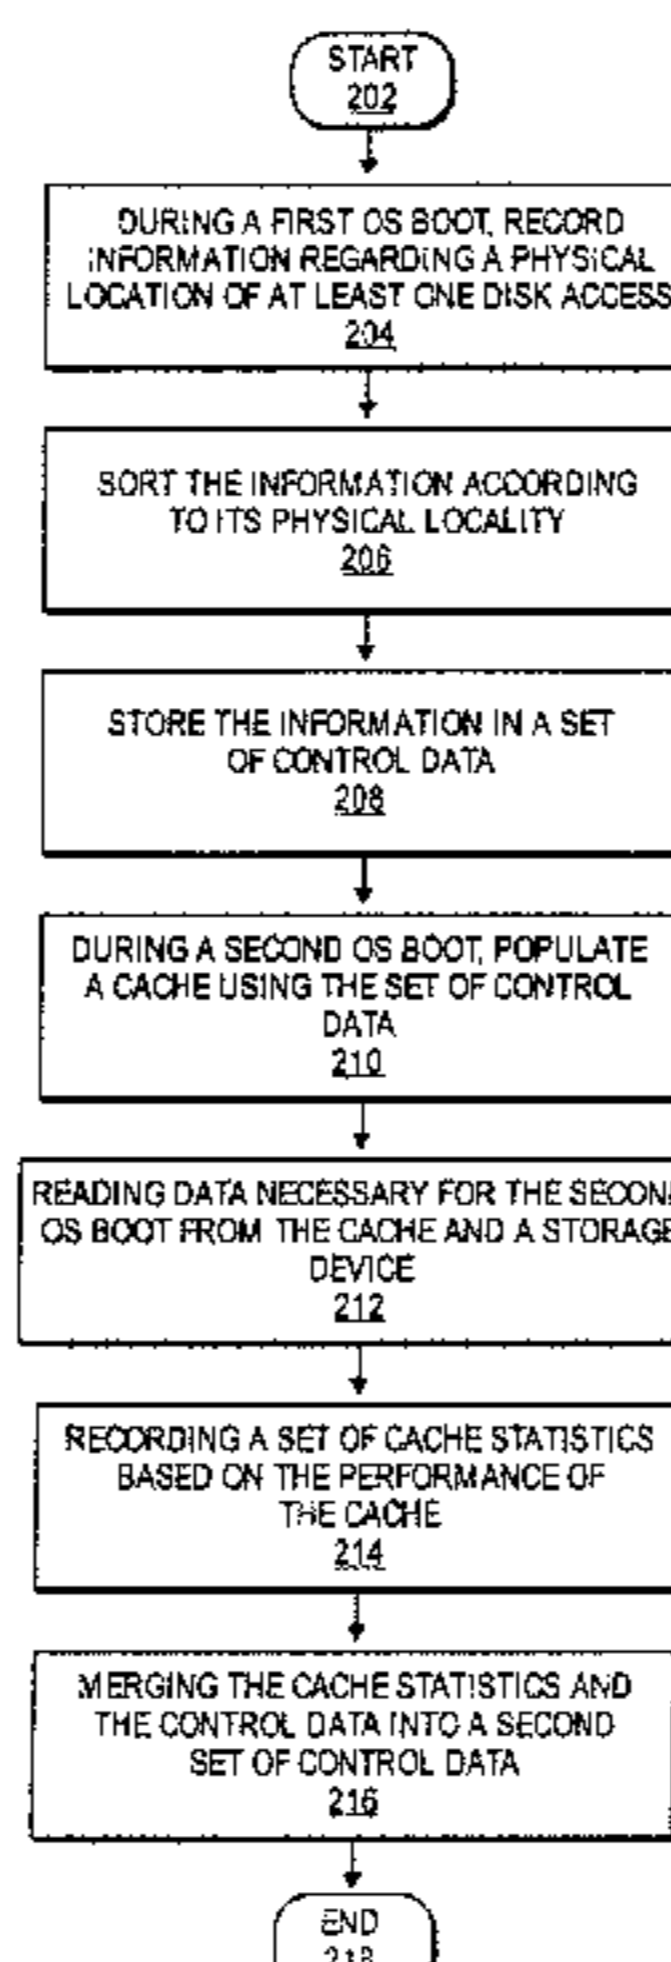 START
202
DURING A FIRST OS BOOT, RECORD
INFORMATION REGARDING A PHYSICAL
LOCATION OF AT LEAST ONE DISK ACCESS
204
SORT THE INFORMATION ACCORDING
TO ITS PHYSICAL LOCALITY
206
STORE THE INFORMATION IN A SET
OF CONTROL DATA
208
DURING A SECOND OS BOOT, POPULATE
A CACHE USING THE SET OF CONTROL
DATA
210
READING DATA NECESSARY FOR THE SECOND
OS BOOT FROM THE CACHE AND A STORAGE
DEVICE
212
RECORDING A SET OF CACHE STATISTICS
BASED ON THE PERFORMANCE OF
THE CACHE
214
MERGING THE CACHE STATISTICS AND
THE CONTROL DATA INTO A SECOND
SET OF CONTROL DATA
216
END
218